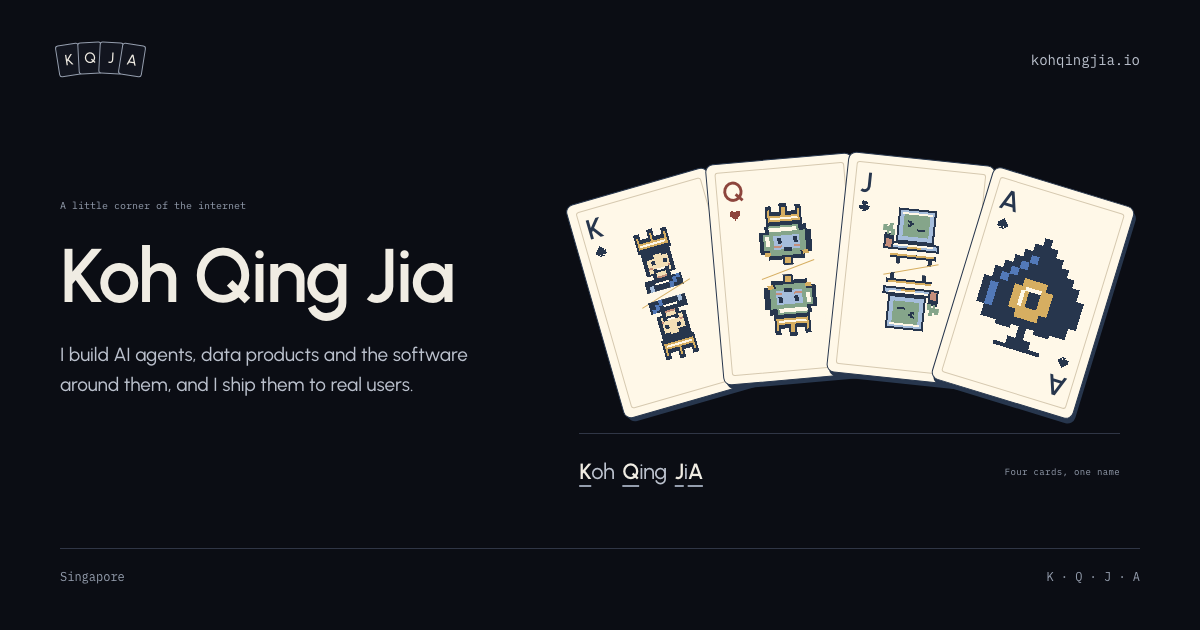 K Q J A
kohqingjia.io
A little corner of the internet
Koh Qing Jia
I build AI agents, data products and the software
around them, and I ship them to real users.
K
Q
J
A
A
Koh Qing JiA
Four cards, one name
Singapore
K · Q · J · A